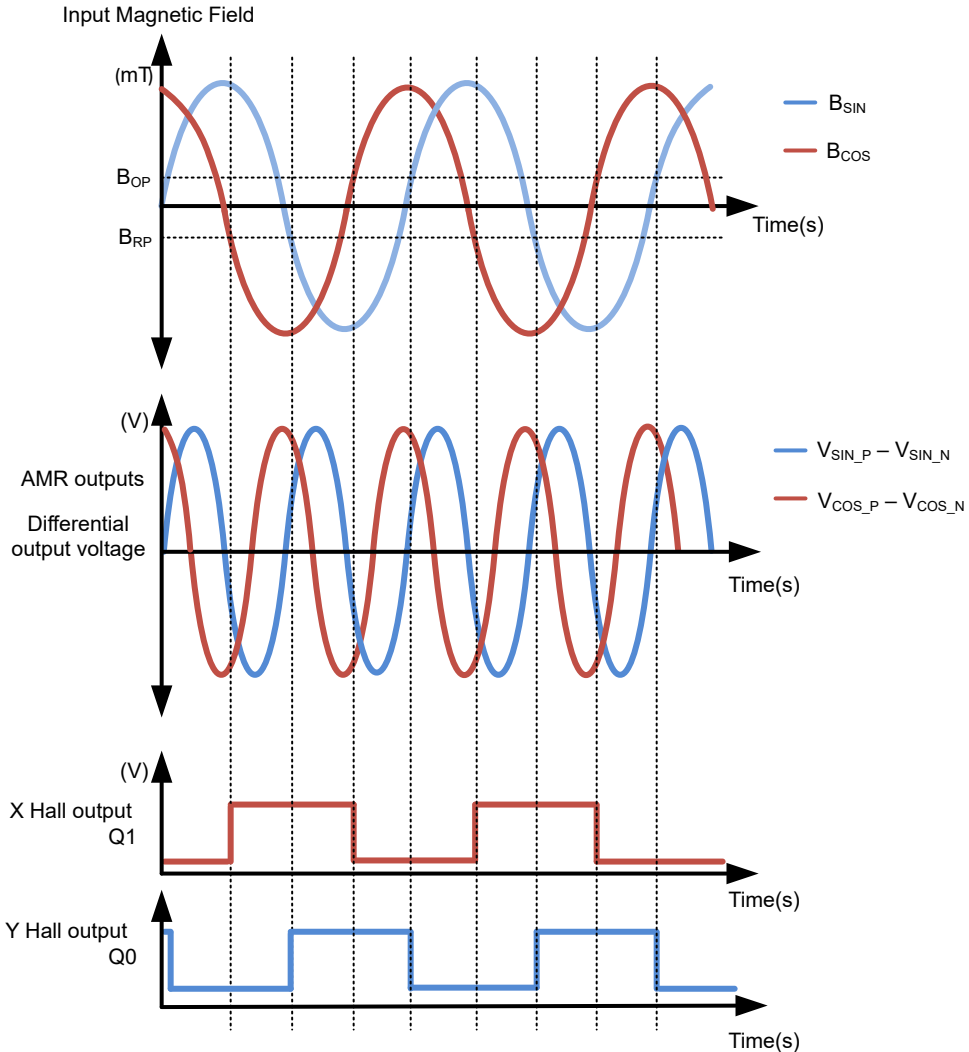 Input Magnetic Field
(mT)
B_SIN
B_COS
B_OP
B_RP
Time(s)
(V)
AMR outputs
Differential
output voltage
V_SIN_P – V_SIN_N
V_COS_P – V_COS_N
Time(s)
(V)
X Hall output
Q1
Time(s)
Y Hall output
Q0
Time(s)